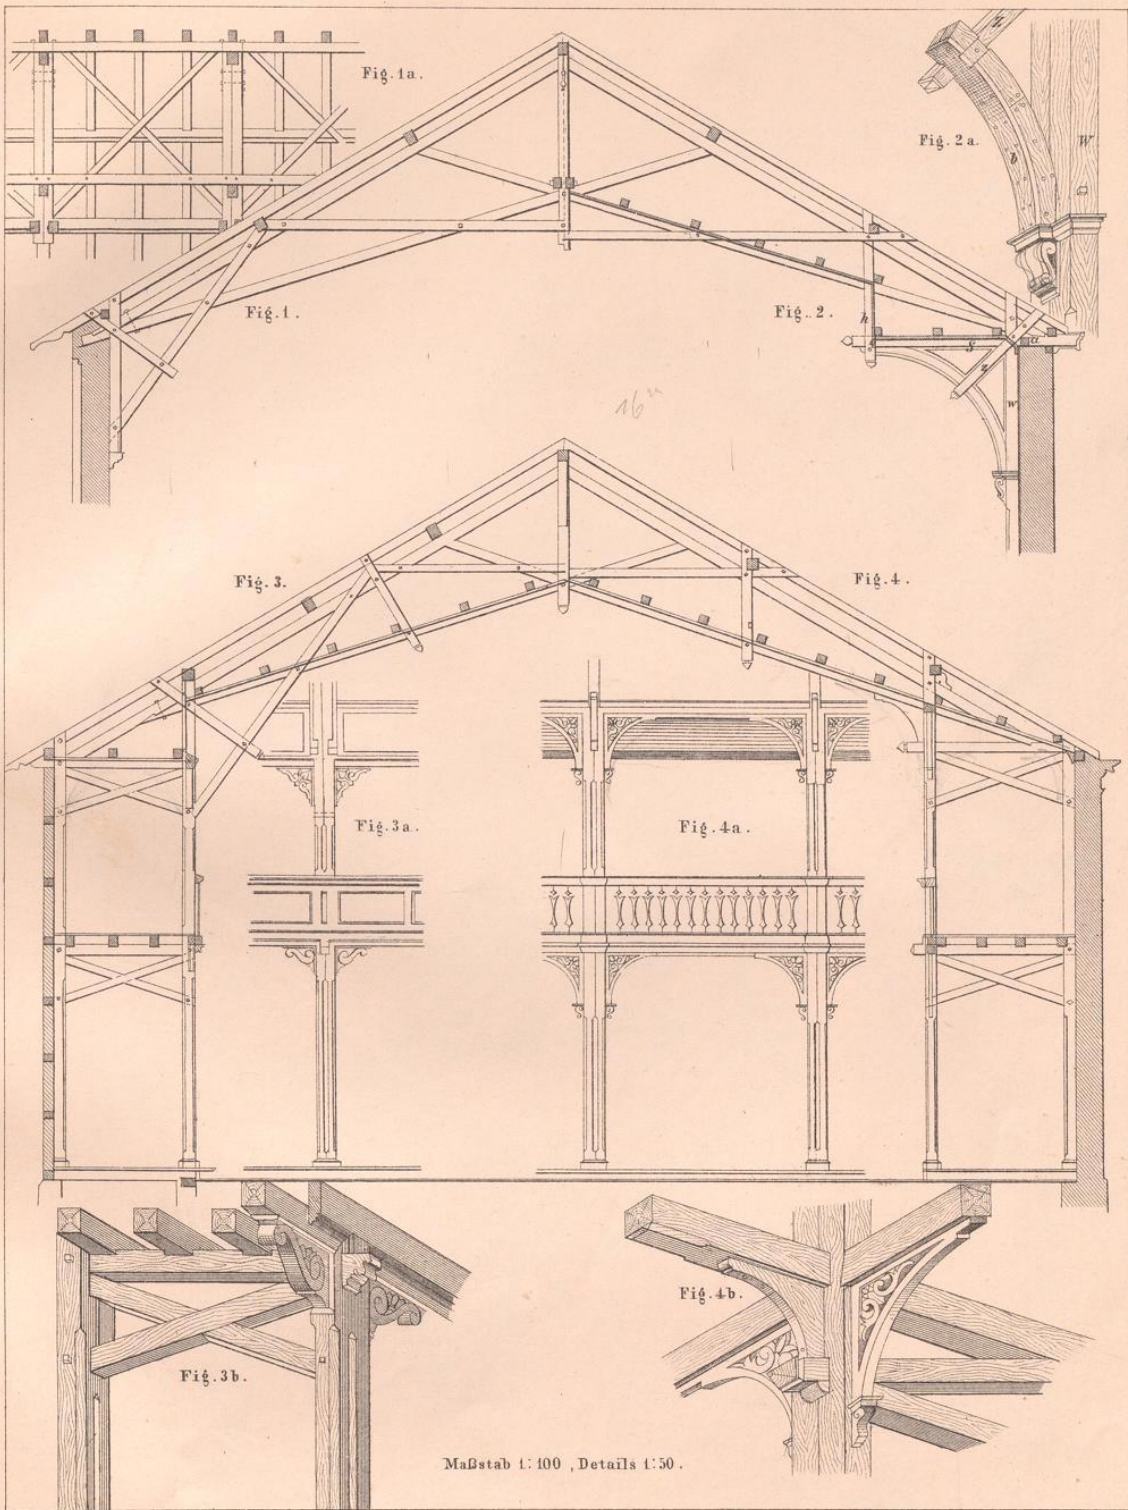 Fig. 1a.
Z
Fig. 2a.
b
W
Fig. 1.
Fig. 2.
h
S
a
z
w
16
Fig. 3.
Fig. 4.
Fig. 3a.
Fig. 4a.
Fig. 3b.
Fig. 4b.
Maßstab 1:100 , Details 1:50 .